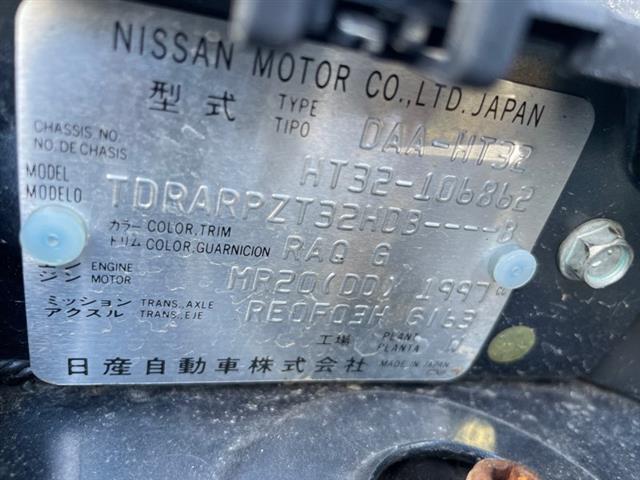 NISSAN MOTOR CO.,LTD. JAPAN
型式 TYPE TIPO DAA-HT32
CHASSIS NO. NO. DE CHASIS HT32-106862
MODEL MODELO TDRARPZT32HDB----B
カラー COLOR, TRIM トリム COLOR, GUARNICION RAQ G
エンジン ENGINE MOTOR MR20(DD) 1997 cc
ミッション アクスル TRANS., AXLE TRANS., EJE RE0F09H 6163
工場 PLANT PLANTA
日産自動車株式会社 MADE IN JAPAN